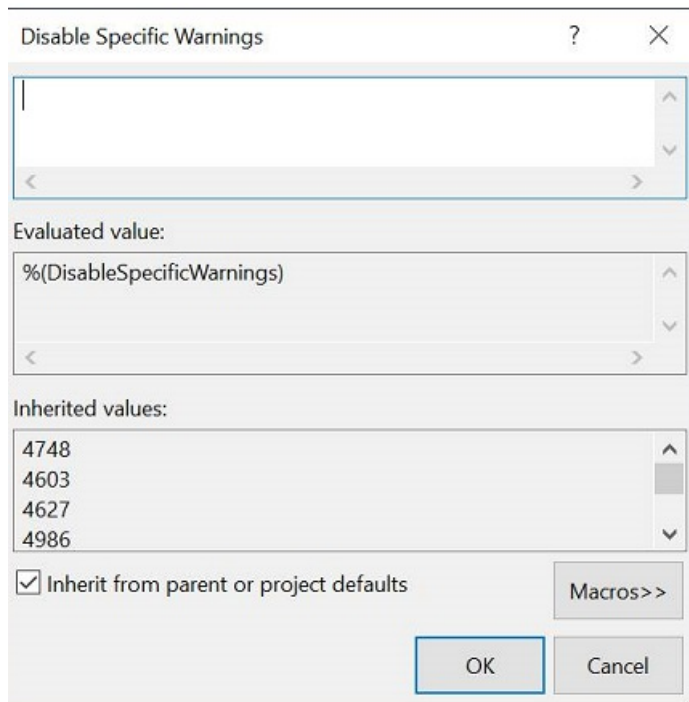 Disable Specific Warnings ?
Evaluated value:
%(DisableSpecificWarnings)
Inherited values:
4748
4603
4627
4986
Inherit from parent or project defaults
Macros>>
OK Cancel